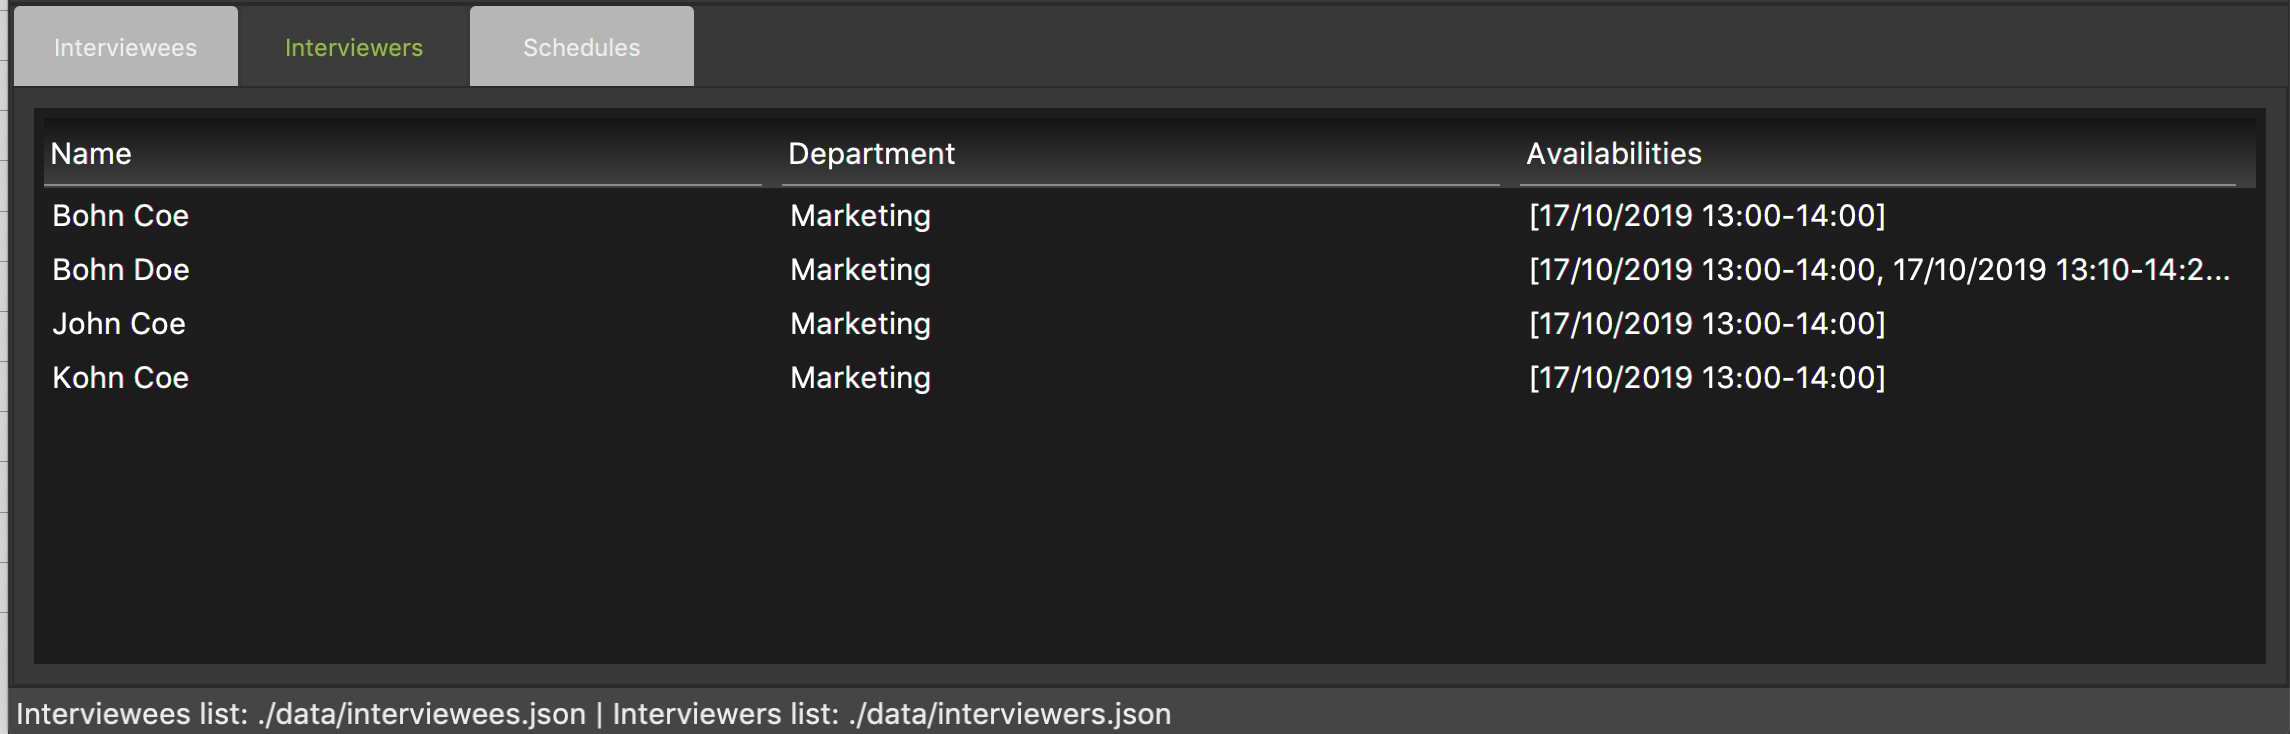 Interviewees Interviewers Schedules
Name Department Availabilities
Bohn Coe Marketing [17/10/2019 13:00-14:00]
Bohn Doe Marketing [17/10/2019 13:00-14:00, 17/10/2019 13:10-14:2...
John Coe Marketing [17/10/2019 13:00-14:00]
Kohn Coe Marketing [17/10/2019 13:00-14:00]
Interviewees list: ./data/interviewees.json | Interviewers list: ./data/interviewers.json